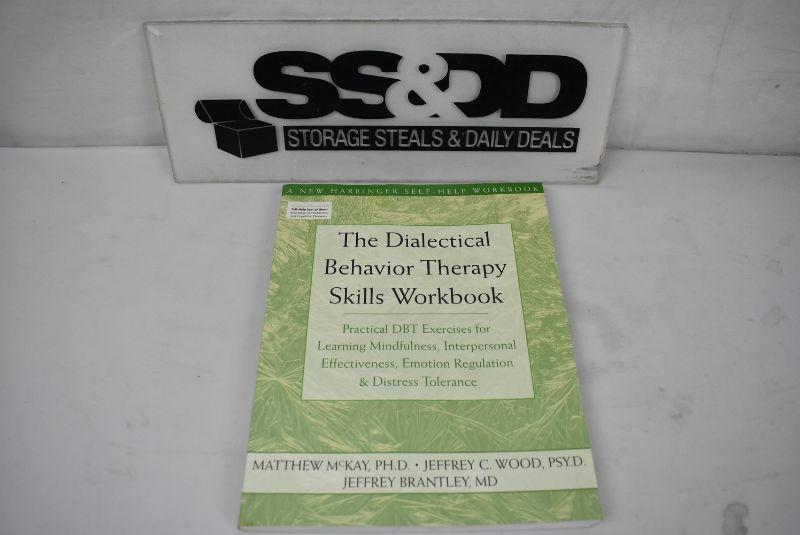 SS&DD
STORAGE STEALS & DAILY DEALS
A NEW HARBINGER SELF-HELP WORKBOOK
The Dialectical
Behavior Therapy
Skills Workbook
Practical DBT Exercises for
Learning Mindfulness, Interpersonal
Effectiveness, Emotion Regulation
& Distress Tolerance
MATTHEW McKAY, PH.D. • JEFFREY C. WOOD, PSY.D.
JEFFREY BRANTLEY, MD